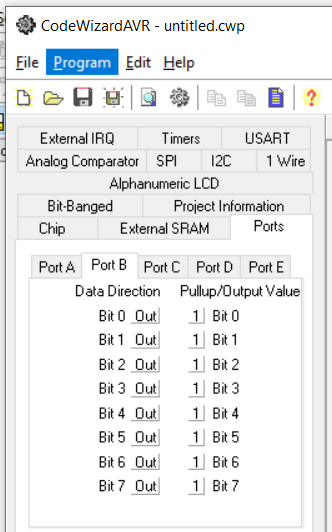 CodeWizardAVR - untitled.cwp
File Program Edit Help
External IRQ Timers USART
Analog Comparator SPI I2C 1 Wire
Alphanumeric LCD
Bit-Banged Project Information
Chip External SRAM Ports
Port A Port B Port C Port D Port E
Data Direction Pullup/Output Value
Bit 0 Out 1 Bit 0
Bit 1 Out 1 Bit 1
Bit 2 Out 1 Bit 2
Bit 3 Out 1 Bit 3
Bit 4 Out 1 Bit 4
Bit 5 Out 1 Bit 5
Bit 6 Out 1 Bit 6
Bit 7 Out 1 Bit 7